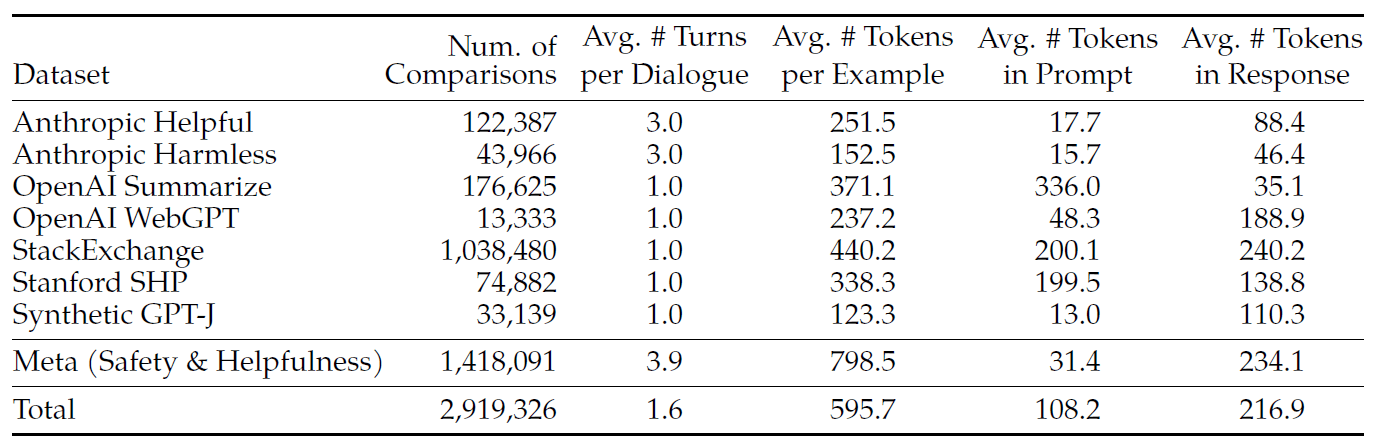 Dataset Num. of Comparisons Avg. # Turns per Dialogue Avg. # Tokens per Example Avg. # Tokens in Prompt Avg. # Tokens in Response
Anthropic Helpful 122,387 3.0 251.5 17.7 88.4
Anthropic Harmless 43,966 3.0 152.5 15.7 46.4
OpenAI Summarize 176,625 1.0 371.1 336.0 35.1
OpenAI WebGPT 13,333 1.0 237.2 48.3 188.9
StackExchange 1,038,480 1.0 440.2 200.1 240.2
Stanford SHP 74,882 1.0 338.3 199.5 138.8
Synthetic GPT-J 33,139 1.0 123.3 13.0 110.3
Meta (Safety & Helpfulness) 1,418,091 3.9 798.5 31.4 234.1
Total 2,919,326 1.6 595.7 108.2 216.9